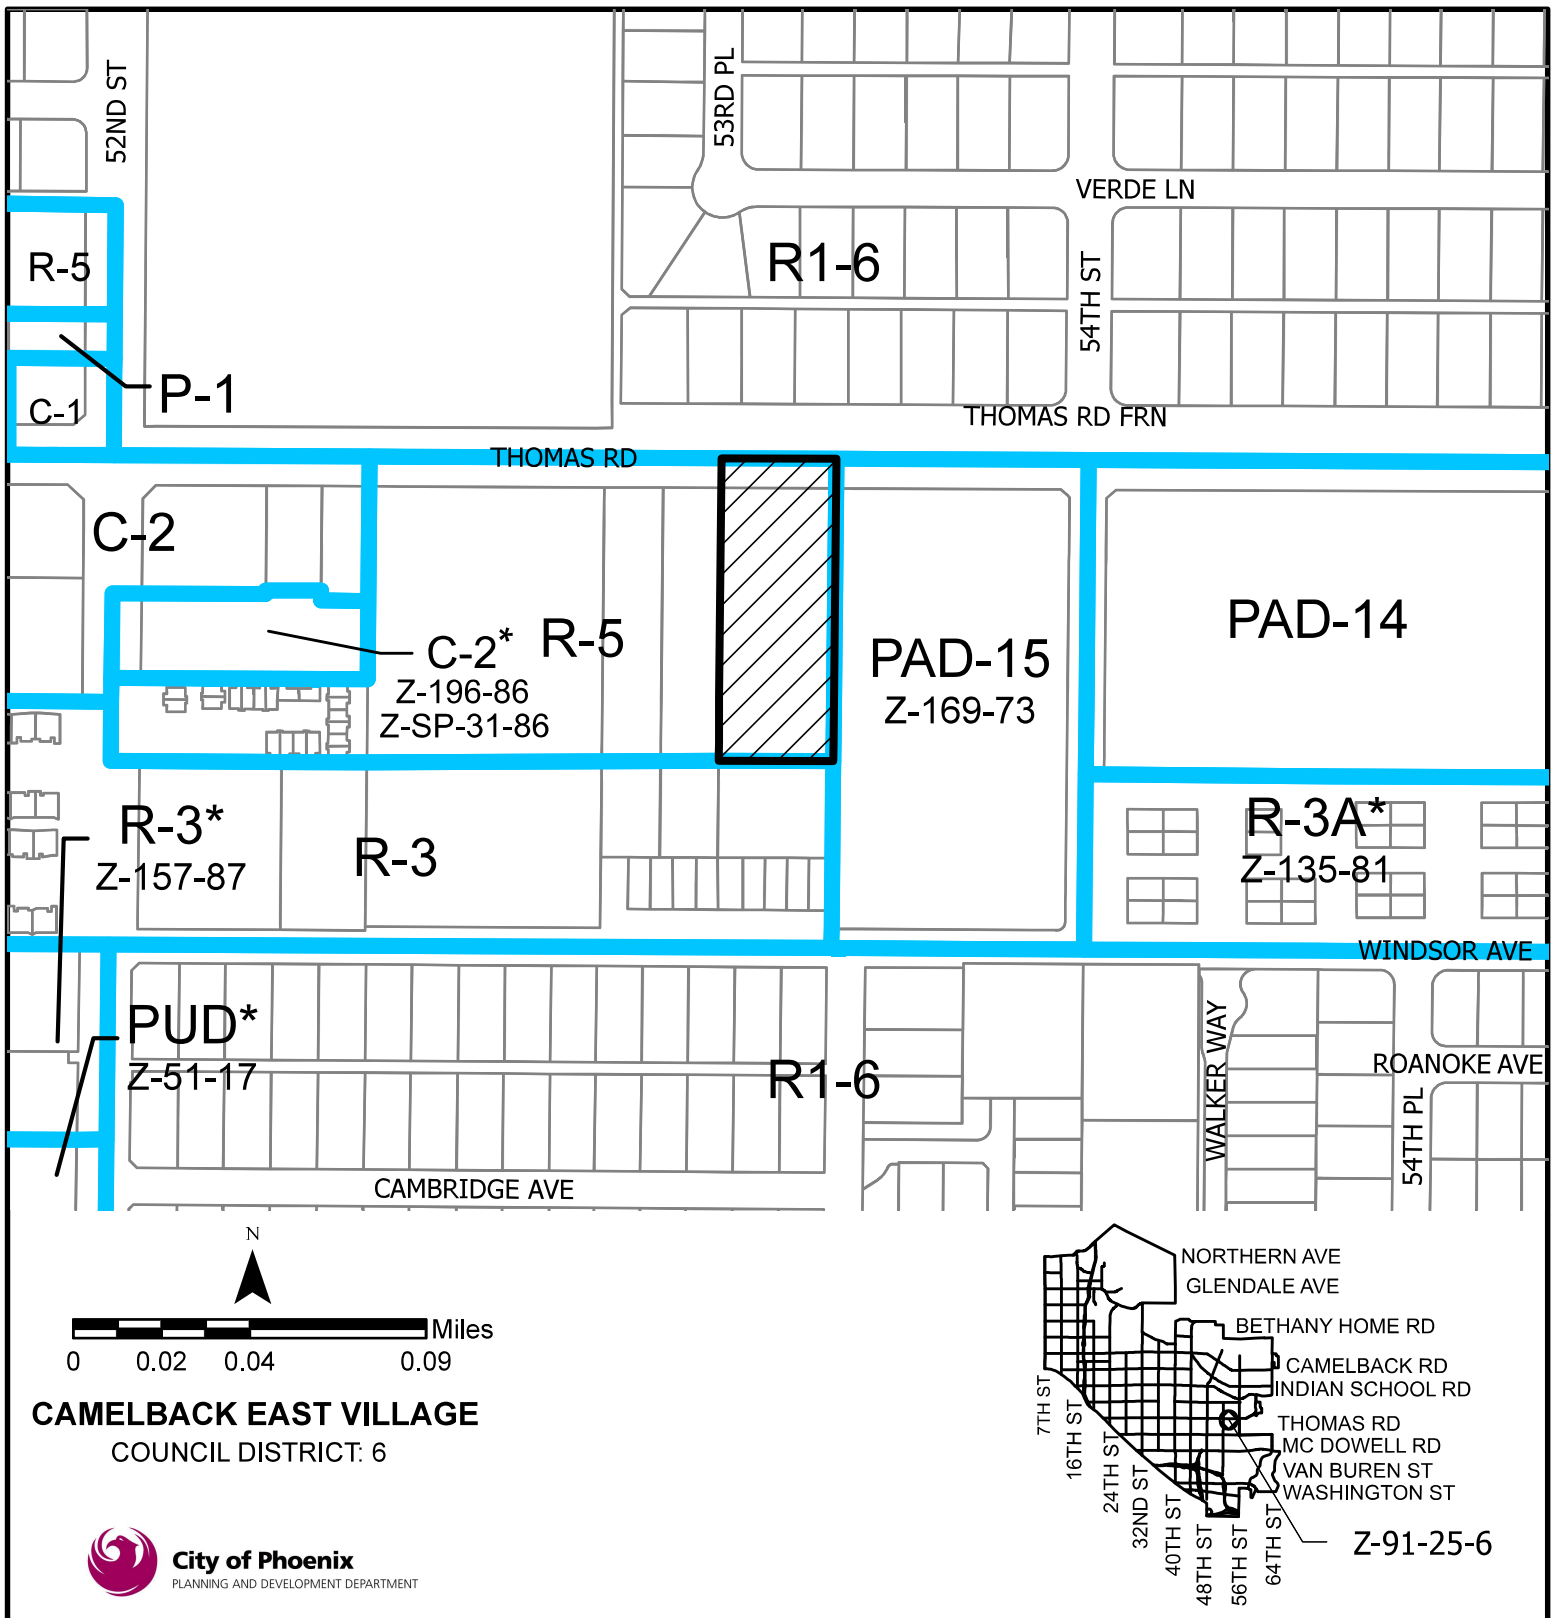 52ND ST
53RD PL
VERDE LN
R1-6
R-5
54TH ST
P-1
C-1
THOMAS RD FRN
THOMAS RD
C-2
C-2*
Z-196-86
Z-SP-31-86
R-5
PAD-15
Z-169-73
PAD-14
R-3*
Z-157-87
R-3
R-3A*
Z-135-81
WINDSOR AVE
PUD*
Z-51-17
R1-6
WALKER WAY
ROANOKE AVE
54TH PL
CAMBRIDGE AVE
N
Miles
0 0.02 0.04 0.09
CAMELBACK EAST VILLAGE
COUNCIL DISTRICT: 6
City of Phoenix
PLANNING AND DEVELOPMENT DEPARTMENT
NORTHERN AVE
GLENDALE AVE
BETHANY HOME RD
CAMELBACK RD
INDIAN SCHOOL RD
THOMAS RD
MC DOWELL RD
VAN BUREN ST
WASHINGTON ST
7TH ST
16TH ST
24TH ST
32ND ST
40TH ST
48TH ST
56TH ST
64TH ST
Z-91-25-6